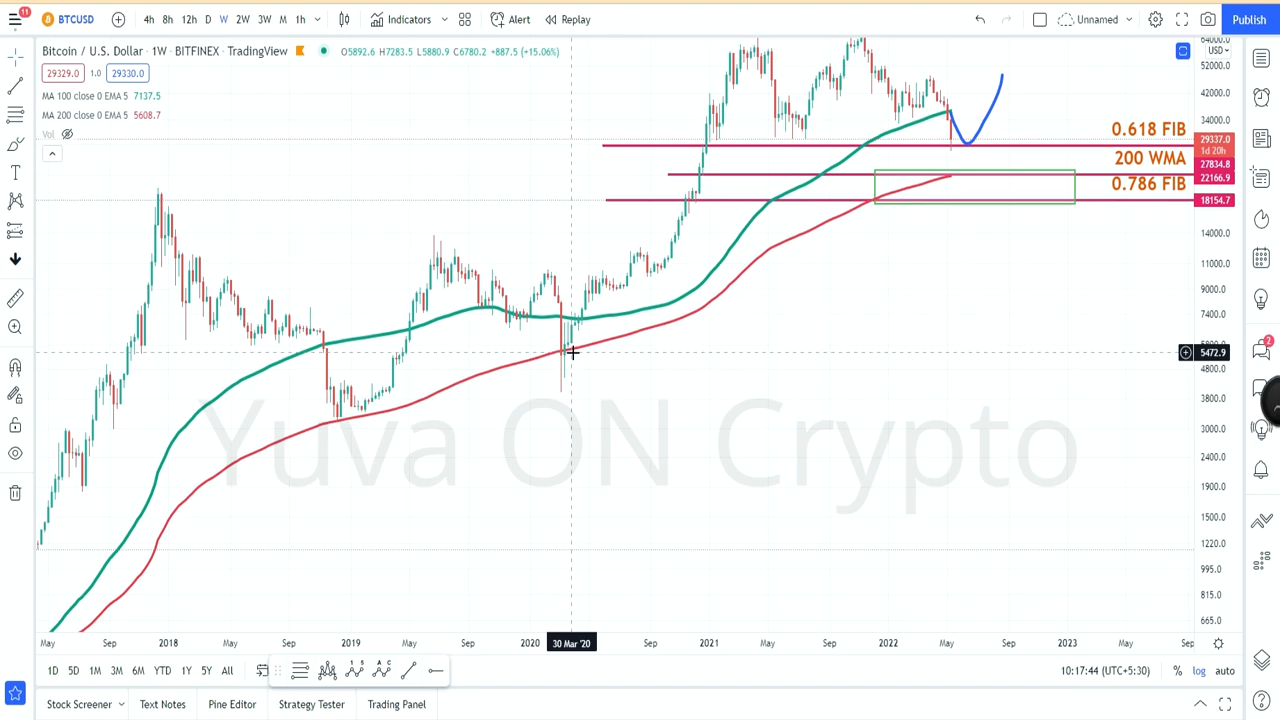 11
BTCUSD
4h 8h 12h D W 2W 3W M 1h
Indicators
Alert
Replay
Unnamed
Publish
Bitcoin / U.S. Dollar · 1W · BITFINEX · TradingView
O5892.6 H7283.5 L5880.9 C6780.2 +887.5 (+15.06%)
29329.0 1.0 29330.0
MA 100 close 0 EMA 5 7137.5
MA 200 close 0 EMA 5 5608.7
Vol
64000.0
USD
52000.0
42000.0
34000.0
0.618 FIB
29337.0
1d 20h
200 WMA
27834.8
22166.9
0.786 FIB
18154.7
14000.0
11000.0
9000.0
7400.0
5472.9
4800.0
3800.0
3000.0
2400.0
1900.0
1500.0
1220.0
995.0
815.0
665.0
2
Yuva ON Crypto
May Sep 2018 May Sep 2019 May Sep 2020 30 Mar '20 Sep 2021 May Sep 2022 May Sep 2023 May Sep
1D 5D 1M 3M 6M YTD 1Y 5Y All
10:17:44 (UTC+5:30) % log auto
Stock Screener Text Notes Pine Editor Strategy Tester Trading Panel